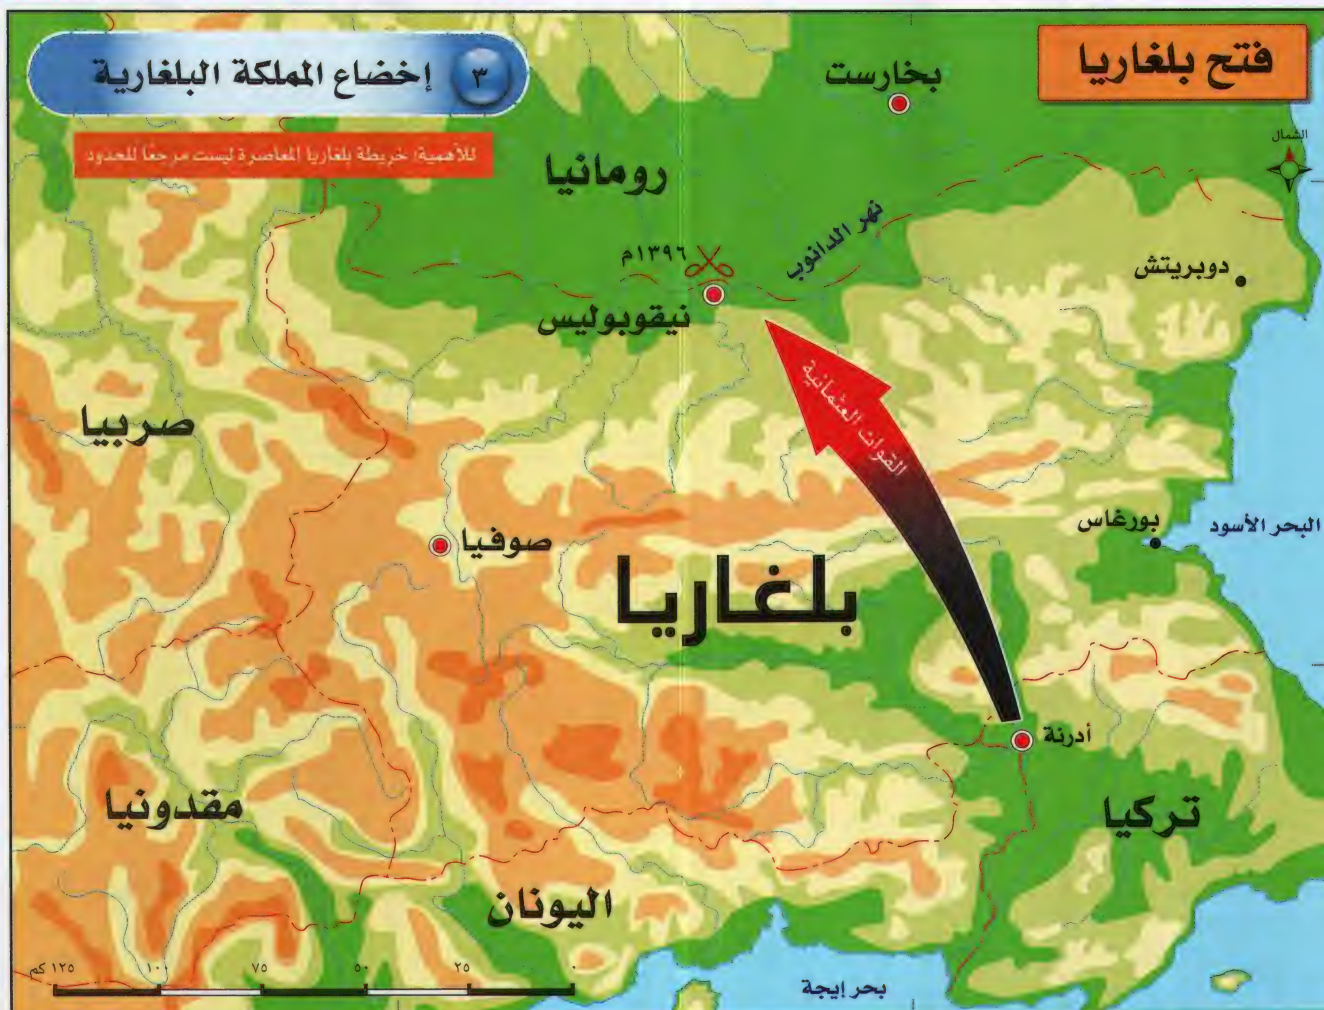 فتح بلغاريا
٣ إخضاع المملكة البلغارية
للأهمية: خريطة بلغاريا المعاصرة ليست مرجعًا للحدود
بخارست
الشمال
رومانيا
نهر الدانوب
١٣٩٦م
دوبريتش
نيقوبوليس
القوات العثمانية
صربيا
بورغاس
البحر الأسود
صوفيا
بلغاريا
أدرنة
مقدونيا
تركيا
اليونان
١٢٥ كم ١٠٠ ٧٥ ٥٠ ٢٥ ٠
بحر إيجة